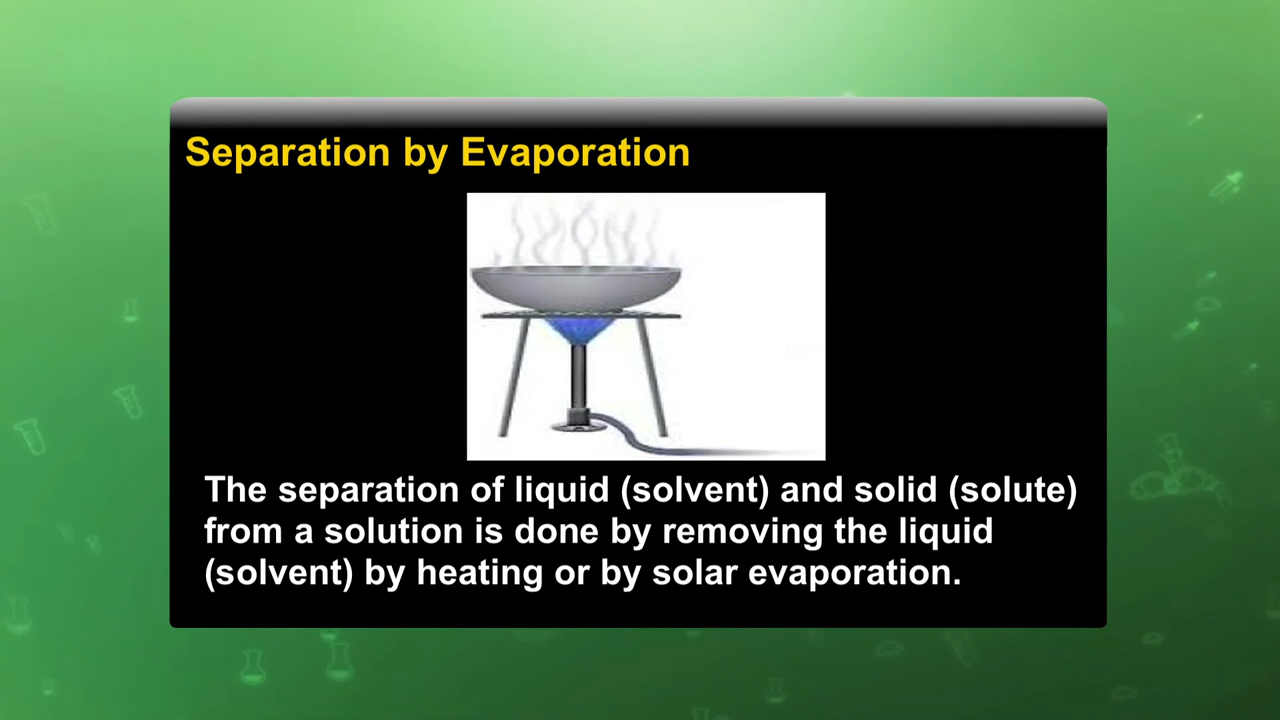 Separation by Evaporation
The separation of liquid (solvent) and solid (solute)
from a solution is done by removing the liquid
(solvent) by heating or by solar evaporation.